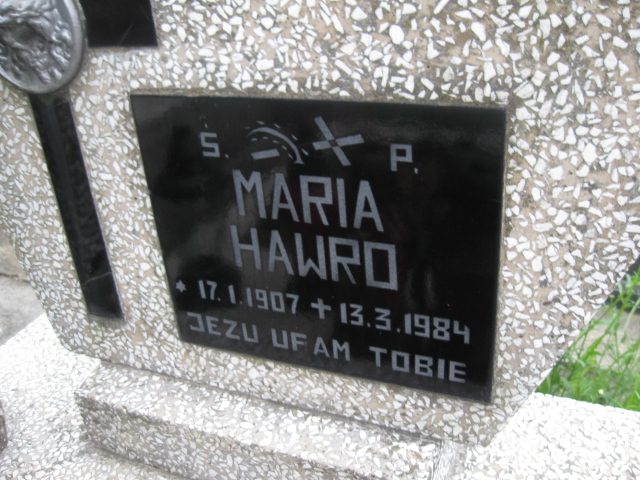 Ś. P.
MARIA
HAWRO
* 17.1.1907 + 13.3.1984
JEZU UFAM TOBIE